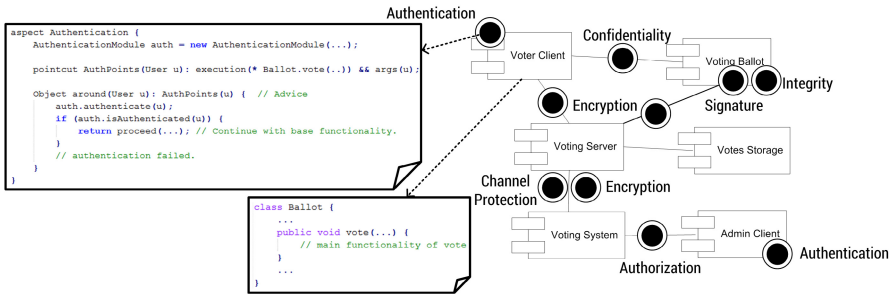 Authentication
aspect Authentication {
AuthenticationModule auth = new AuthenticationModule(...);
pointcut AuthPoints(User u): execution(* Ballot.vote(..)) && args(u);
Object around(User u): AuthPoints(u) { // Advice
auth.authenticate(u);
if (auth.isAuthenticated(u)) {
return proceed(...); // Continue with base functionality.
}
// authentication failed.
}
}
class Ballot {
...
public void vote(...) {
// main functionality of vote
}
...
}
Voter Client
Confidentiality
Voting Ballot
Integrity
Signature
Encryption
Voting Server
Votes Storage
Channel
Protection
Encryption
Voting System
Authorization
Admin Client
Authentication